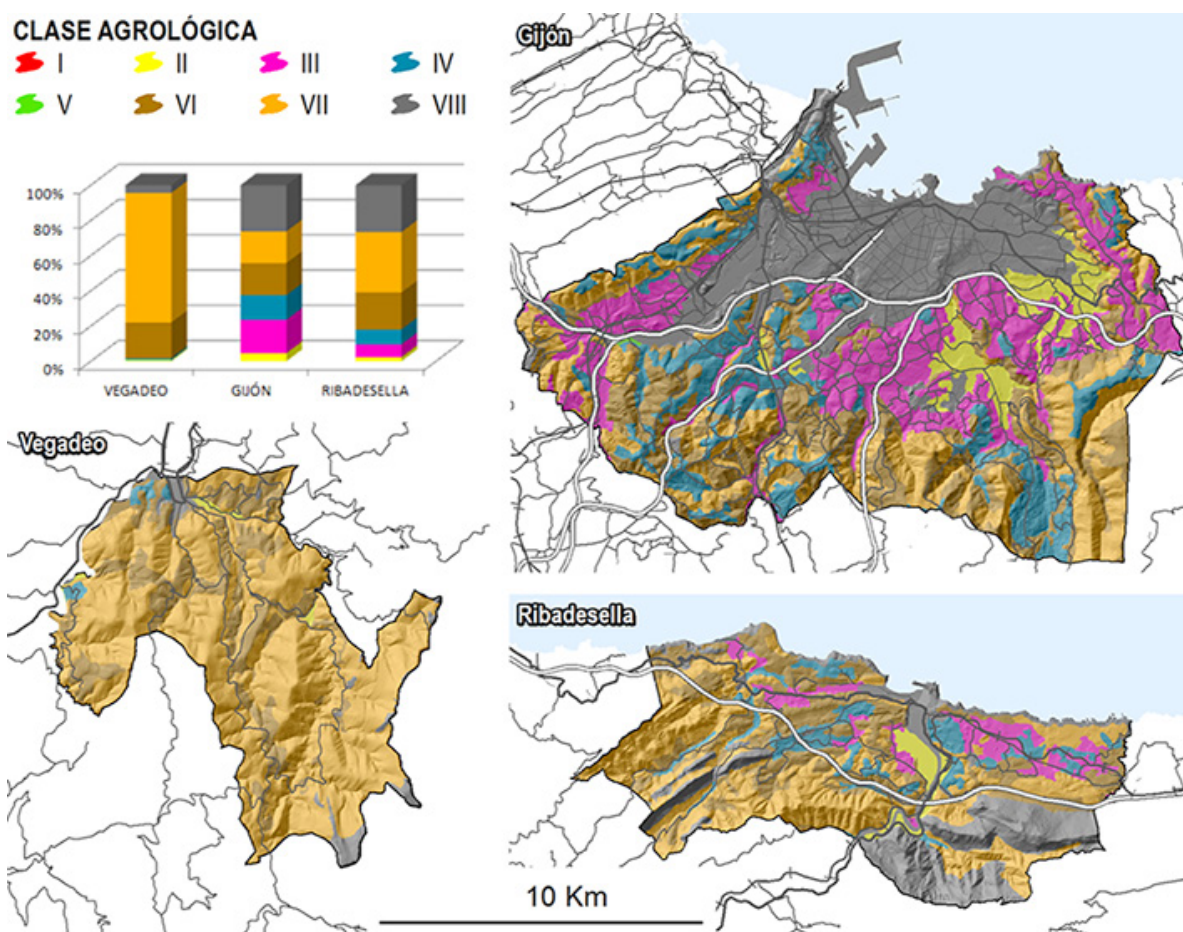 CLASE AGROLÓGICA
I II III IV
V VI VII VIII
100%
80%
60%
40%
20%
0%
VEGADEO GIJÓN RIBADESELLA
Gijón
Vegadeo
Ribadesella
10 Km